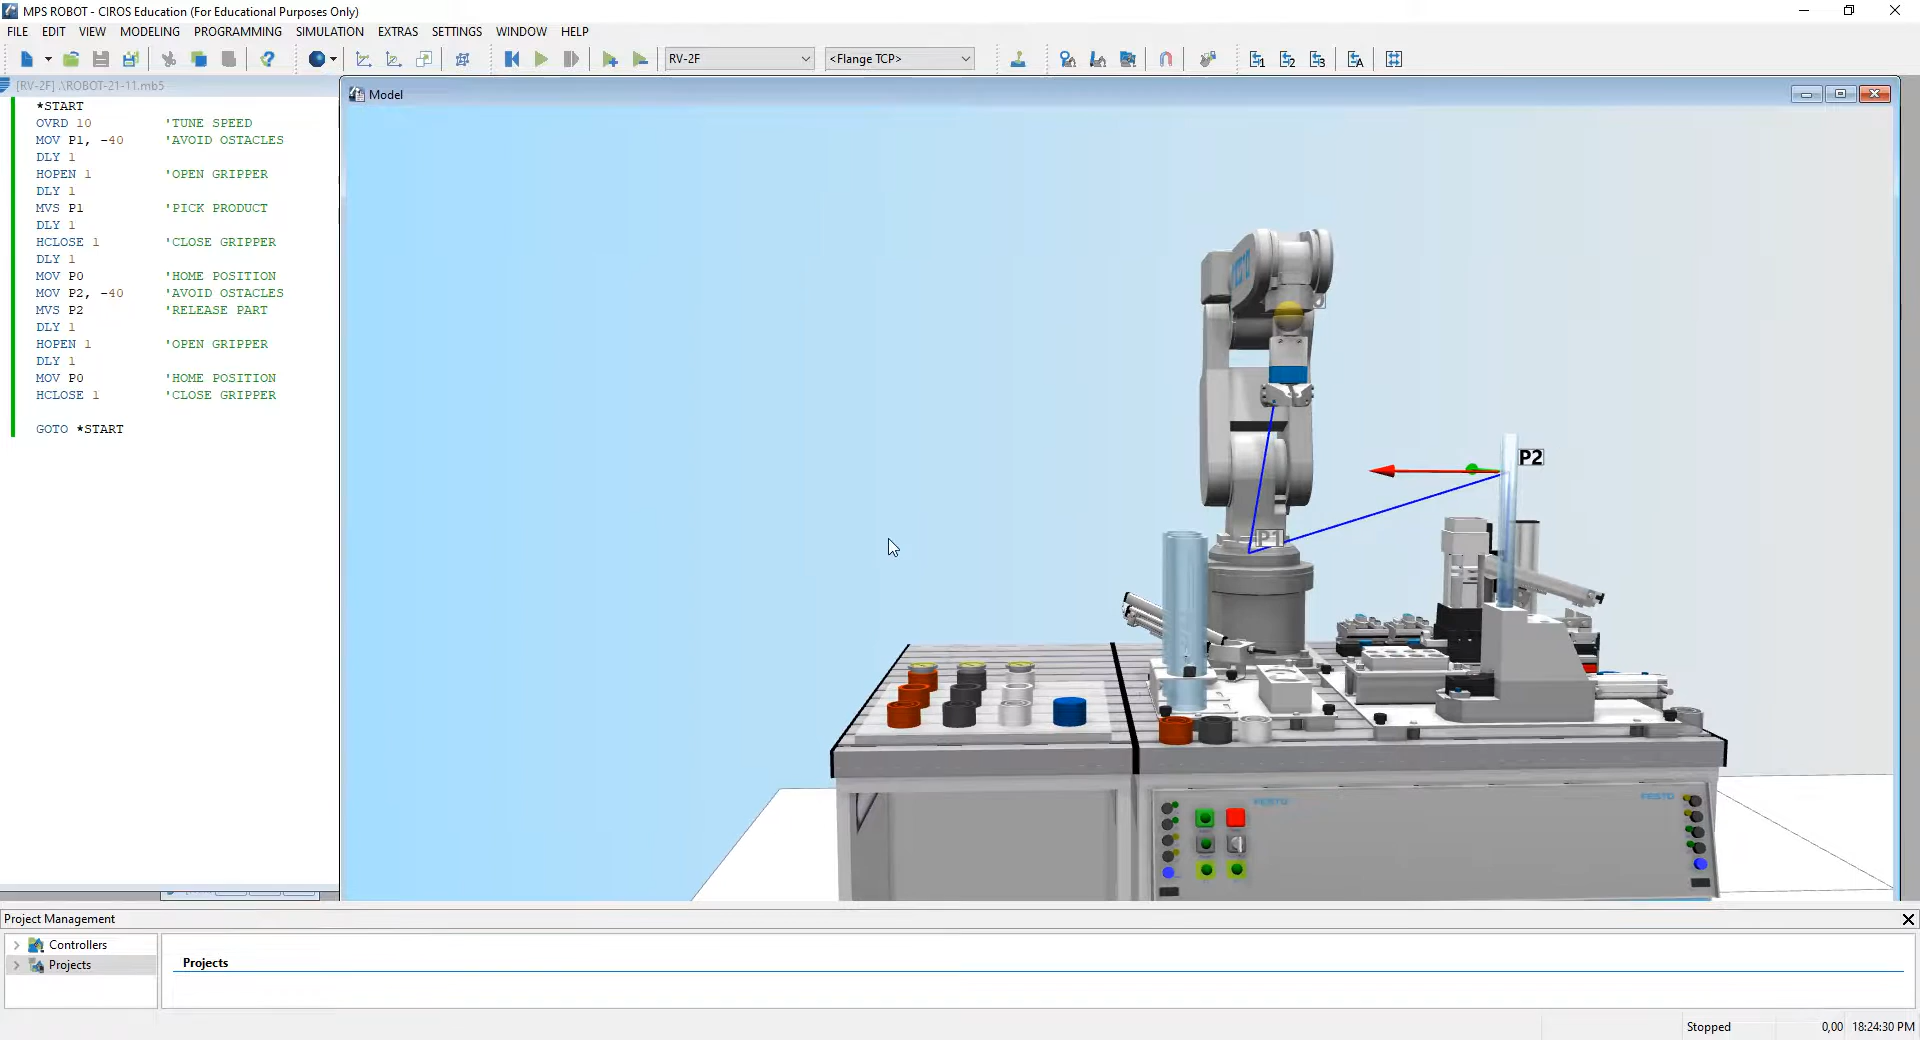 MPS ROBOT - CIROS Education (For Educational Purposes Only)
FILE EDIT VIEW MODELING PROGRAMMING SIMULATION EXTRAS SETTINGS WINDOW HELP
RV-2F <Flange TCP> 1 2 3 A
[RV-2F] .\ROBOT-21-11.mb5
Model
*START
OVRD 10 'TUNE SPEED
MOV P1, -40 'AVOID OSTACLES
DLY 1
HOPEN 1 'OPEN GRIPPER
DLY 1
MVS P1 'PICK PRODUCT
DLY 1
HCLOSE 1 'CLOSE GRIPPER
DLY 1
MOV P0 'HOME POSITION
MOV P2, -40 'AVOID OSTACLES
MVS P2 'RELEASE PART
DLY 1
HOPEN 1 'OPEN GRIPPER
DLY 1
MOV P0 'HOME POSITION
HCLOSE 1 'CLOSE GRIPPER
GOTO *START
P2
P1
FESTO
FESTO
Project Management
Controllers
Projects
Projects
Stopped 0,00 18:24:30 PM